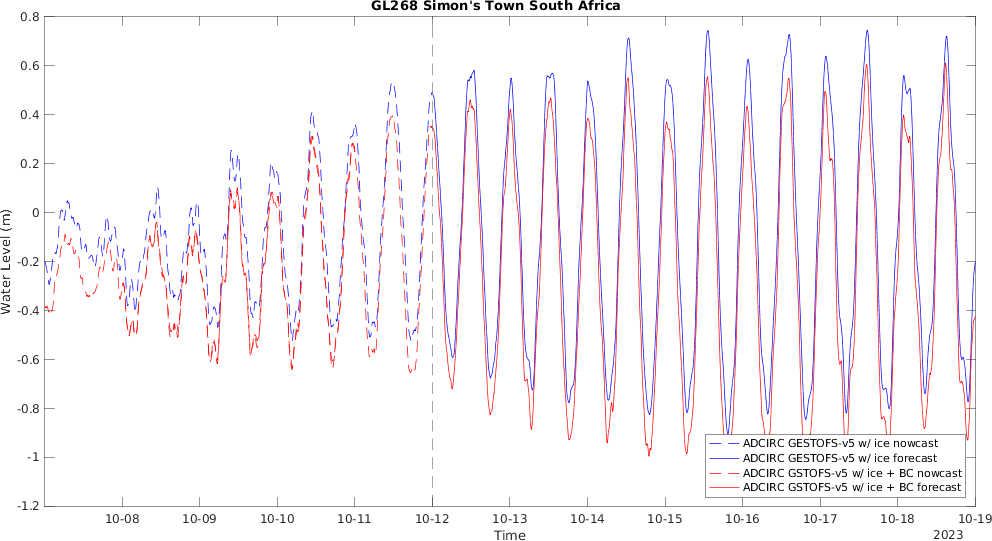 GL268 Simon's Town South Africa
0.8
0.6
0.4
0.2
0
-0.2
-0.4
-0.6
-0.8
-1
-1.2
Water Level (m)
ADCIRC GESTOFS-v5 w/ ice nowcast
ADCIRC GESTOFS-v5 w/ ice forecast
ADCIRC GSTOFS-v5 w/ ice + BC nowcast
ADCIRC GSTOFS-v5 w/ ice + BC forecast
10-08 10-09 10-10 10-11 10-12 10-13 10-14 10-15 10-16 10-17 10-18 10-19
Time
2023